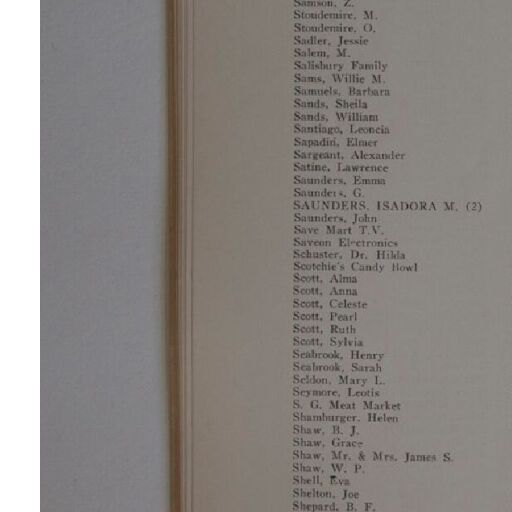 Samson, Z.
Stoudemire, M.
Stoudemire, O.
Sadler, Jessie
Salem, M.
Salisbury Family
Sams, Willie M.
Samuels, Barbara
Sands, Sheila
Sands, William
Santiago, Leoncia
Sapadin, Elmer
Sargeant, Alexander
Satine, Lawrence
Saunders, Emma
Saunders, G.
SAUNDERS, ISADORA M. (2)
Saunders, John
Save Mart T.V.
Saveon Electronics
Schuster, Dr. Hilda
Scotchie's Candy Bowl
Scott, Alma
Scott, Anna
Scott, Celeste
Scott, Pearl
Scott, Ruth
Scott, Sylvia
Seabrook, Henry
Seabrook, Sarah
Seldon, Mary L.
Seymore, Leotis
S. G. Meat Market
Shamburger, Helen
Shaw, B. J.
Shaw, Grace
Shaw, Mr. & Mrs. James S.
Shaw, W. P.
Shell, Eva
Shelton, Joe
Shepard, B. F.